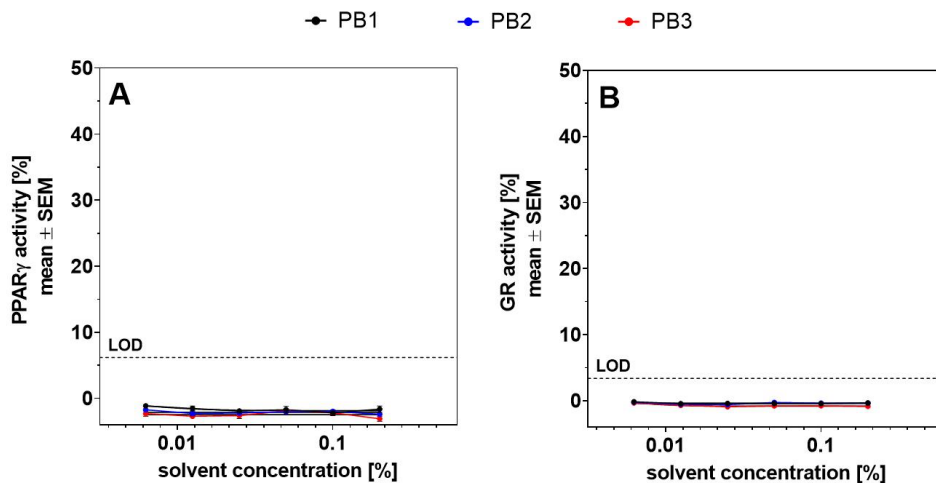 PB1 PB2 PB3
A
50
40
30
20
10
0
LOD
0.01 0.1
solvent concentration [%]
PPARγ activity [%]
mean ± SEM
B
50
40
30
20
10
0
LOD
0.01 0.1
solvent concentration [%]
GR activity [%]
mean ± SEM